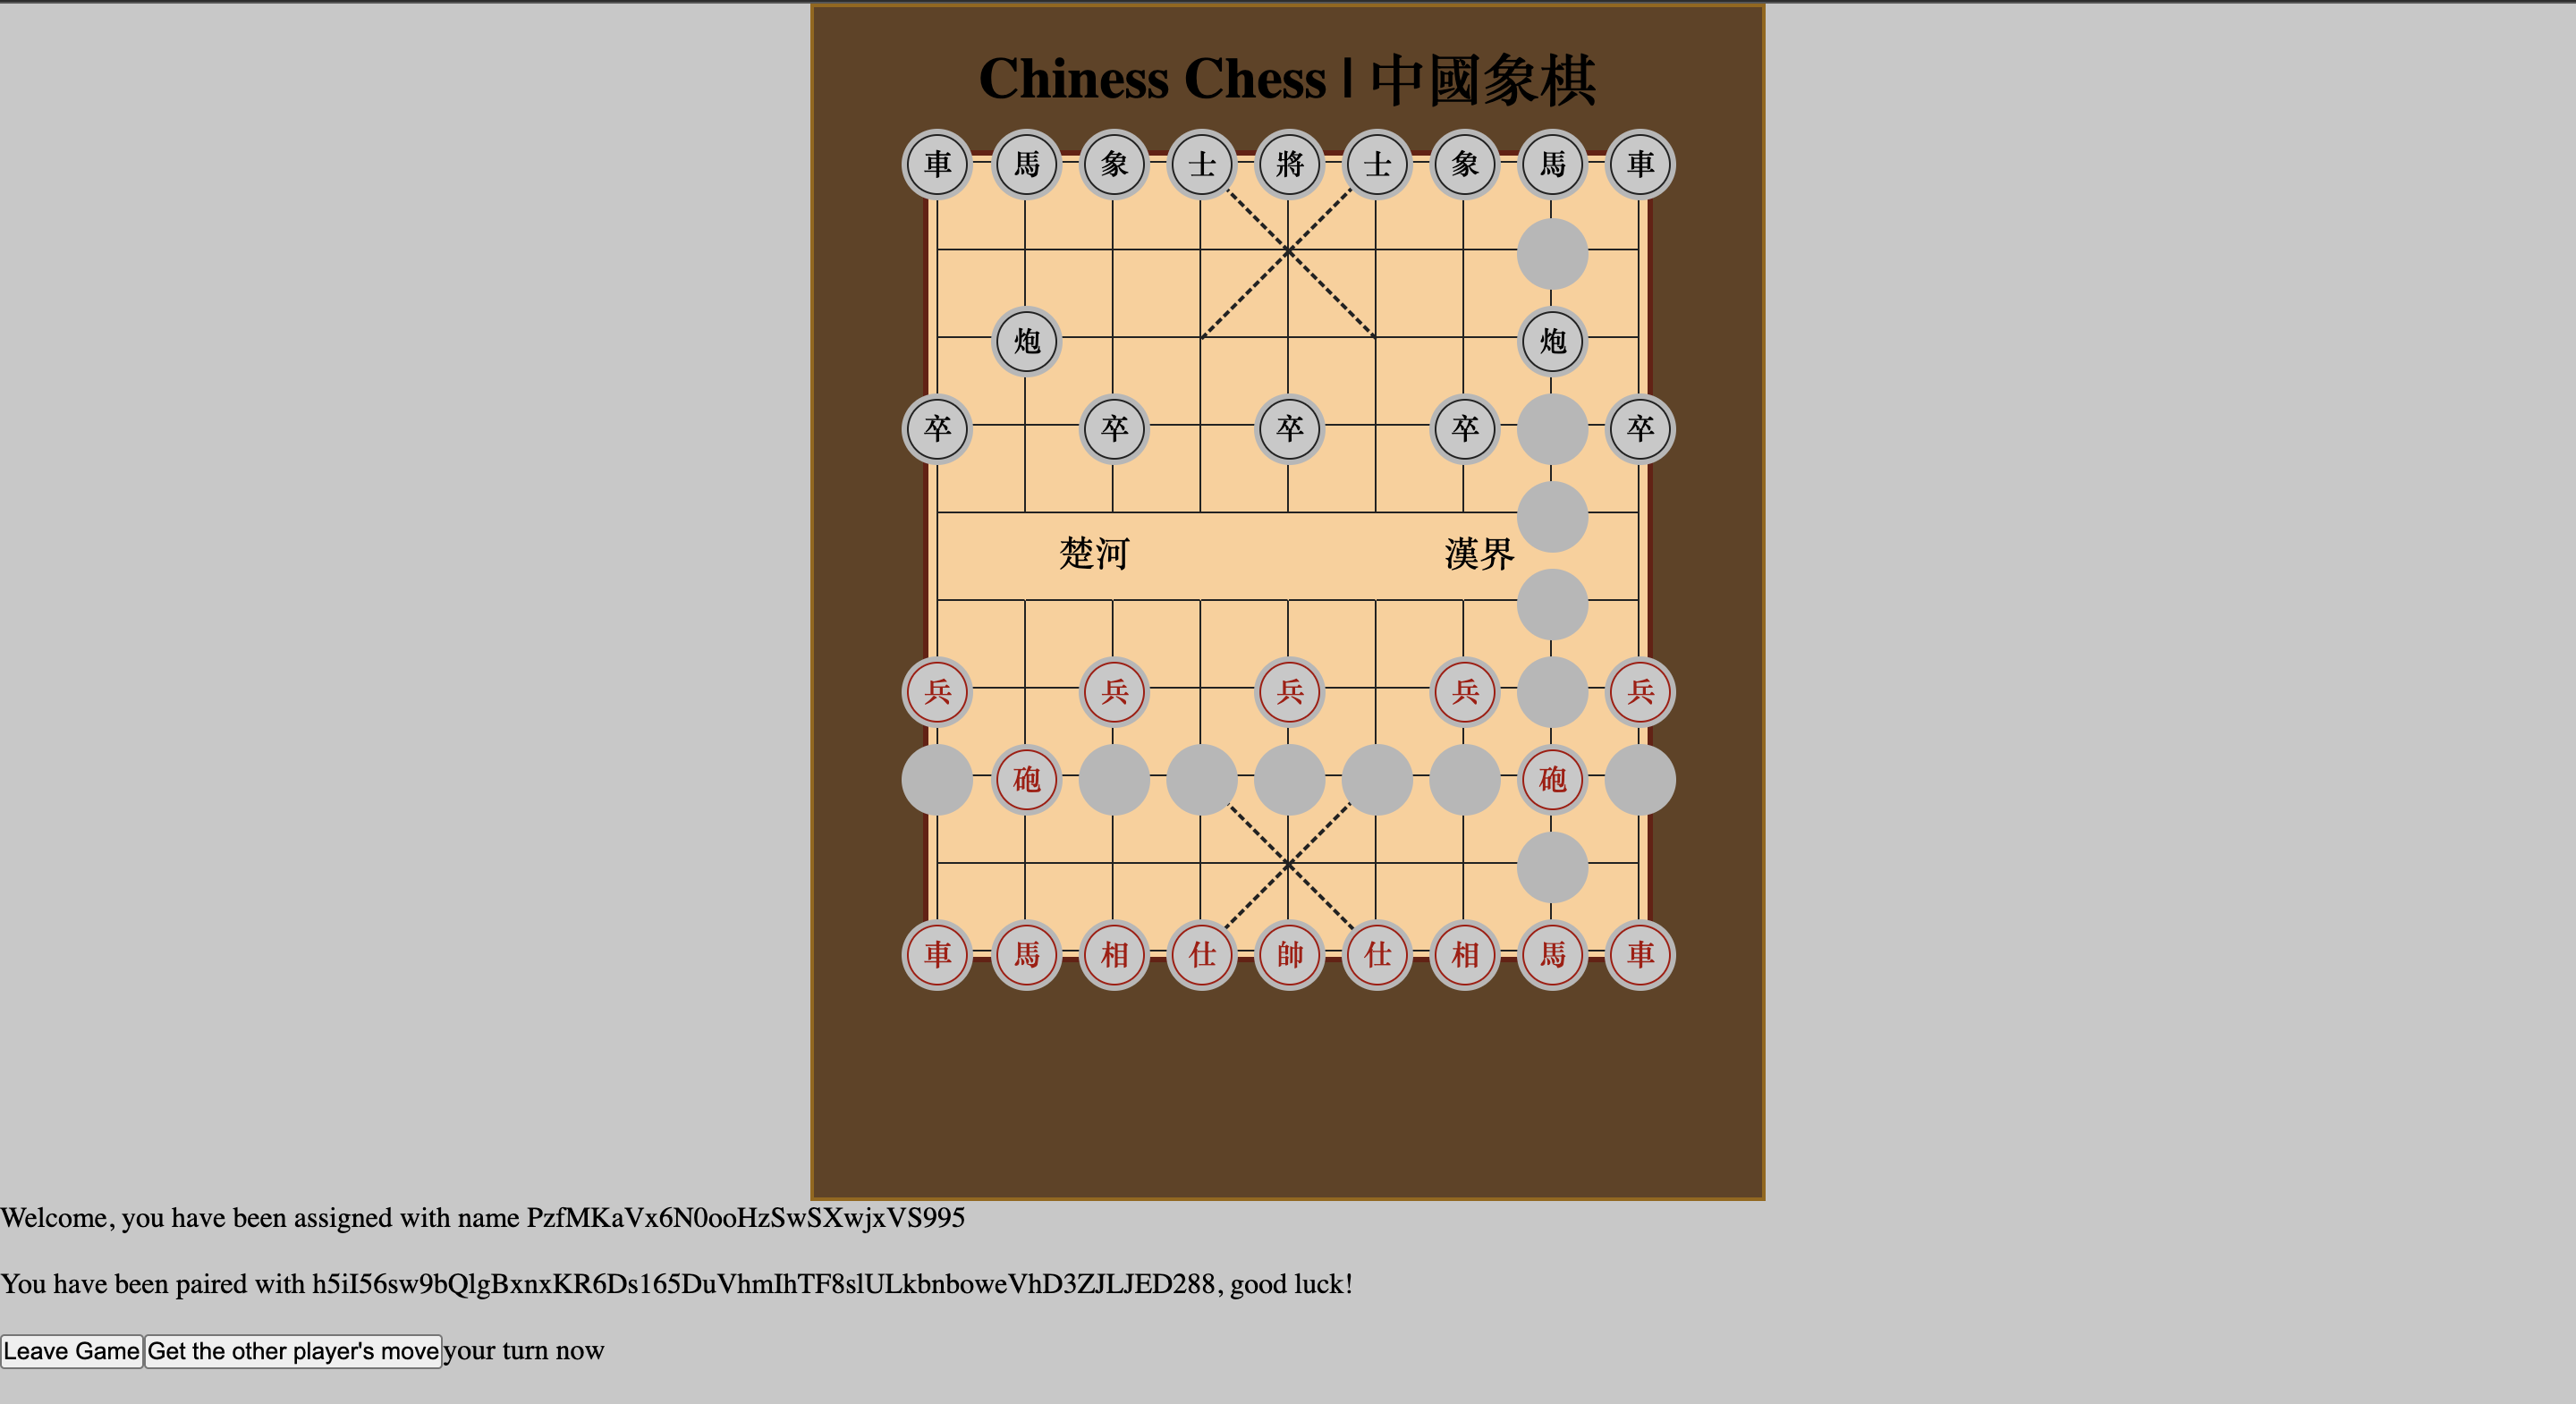 Chiness Chess | 中國象棋
車 馬 象 士 將 士 象 馬 車
炮 炮
卒 卒 卒 卒 卒
楚河 漢界
兵 兵 兵 兵 兵
砲 砲
車 馬 相 仕 帥 仕 相 馬 車
Welcome, you have been assigned with name PzfMKaVx6N0ooHzSwSXwjxVS995
You have been paired with h5iI56sw9bQlgBxnxKR6Ds165DuVhmIhTF8slULkbnboweVhD3ZJLJED288, good luck!
Leave Game Get the other player's move your turn now